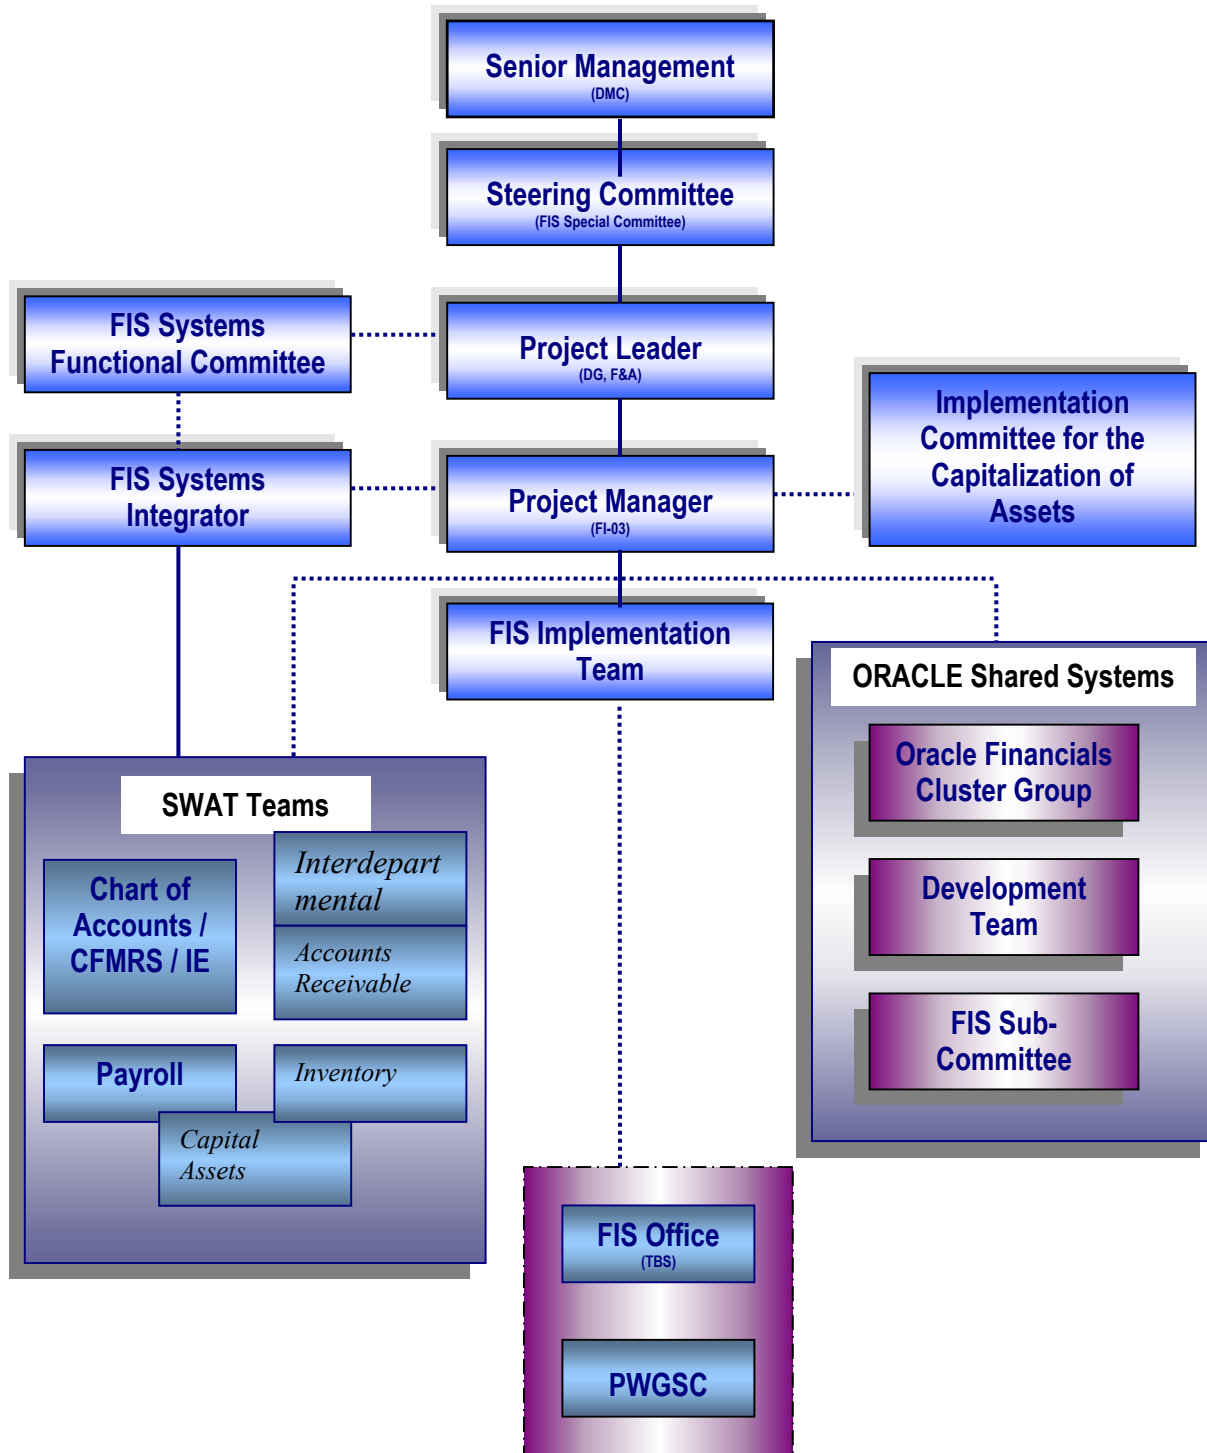 Senior Management
(DMC)
Steering Committee
(FIS Special Committee)
FIS Systems
Functional Committee
Project Leader
(DG, F&A)
Implementation
Committee for the
Capitalization of
Assets
FIS Systems
Integrator
Project Manager
(FI-03)
FIS Implementation
Team
ORACLE Shared Systems
Oracle Financials
Cluster Group
Development
Team
FIS Sub-
Committee
SWAT Teams
Chart of
Accounts /
CFMRS / IE
Interdepart
mental
Accounts
Receivable
Payroll
Inventory
Capital
Assets
FIS Office
(TBS)
PWGSC